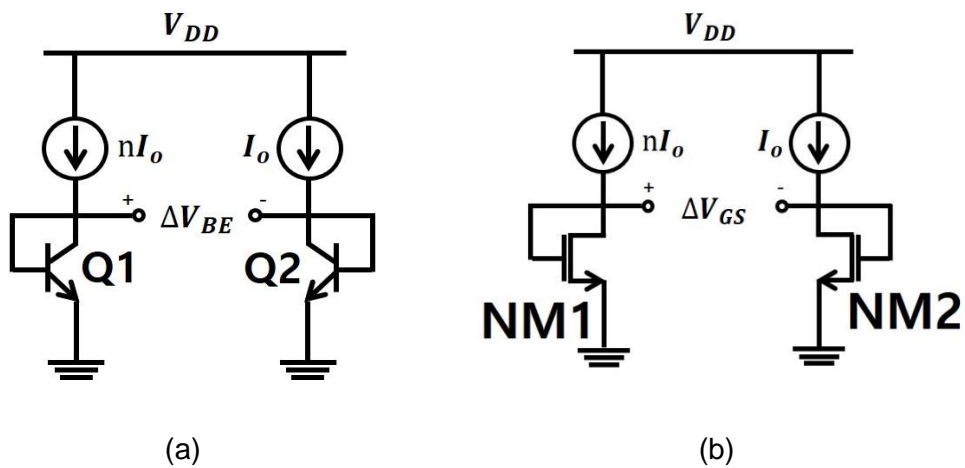 V_DD V_DD
nI_o I_o nI_o I_o
+ ΔV_BE - + ΔV_GS -
Q1 Q2 NM1 NM2
(a) (b)